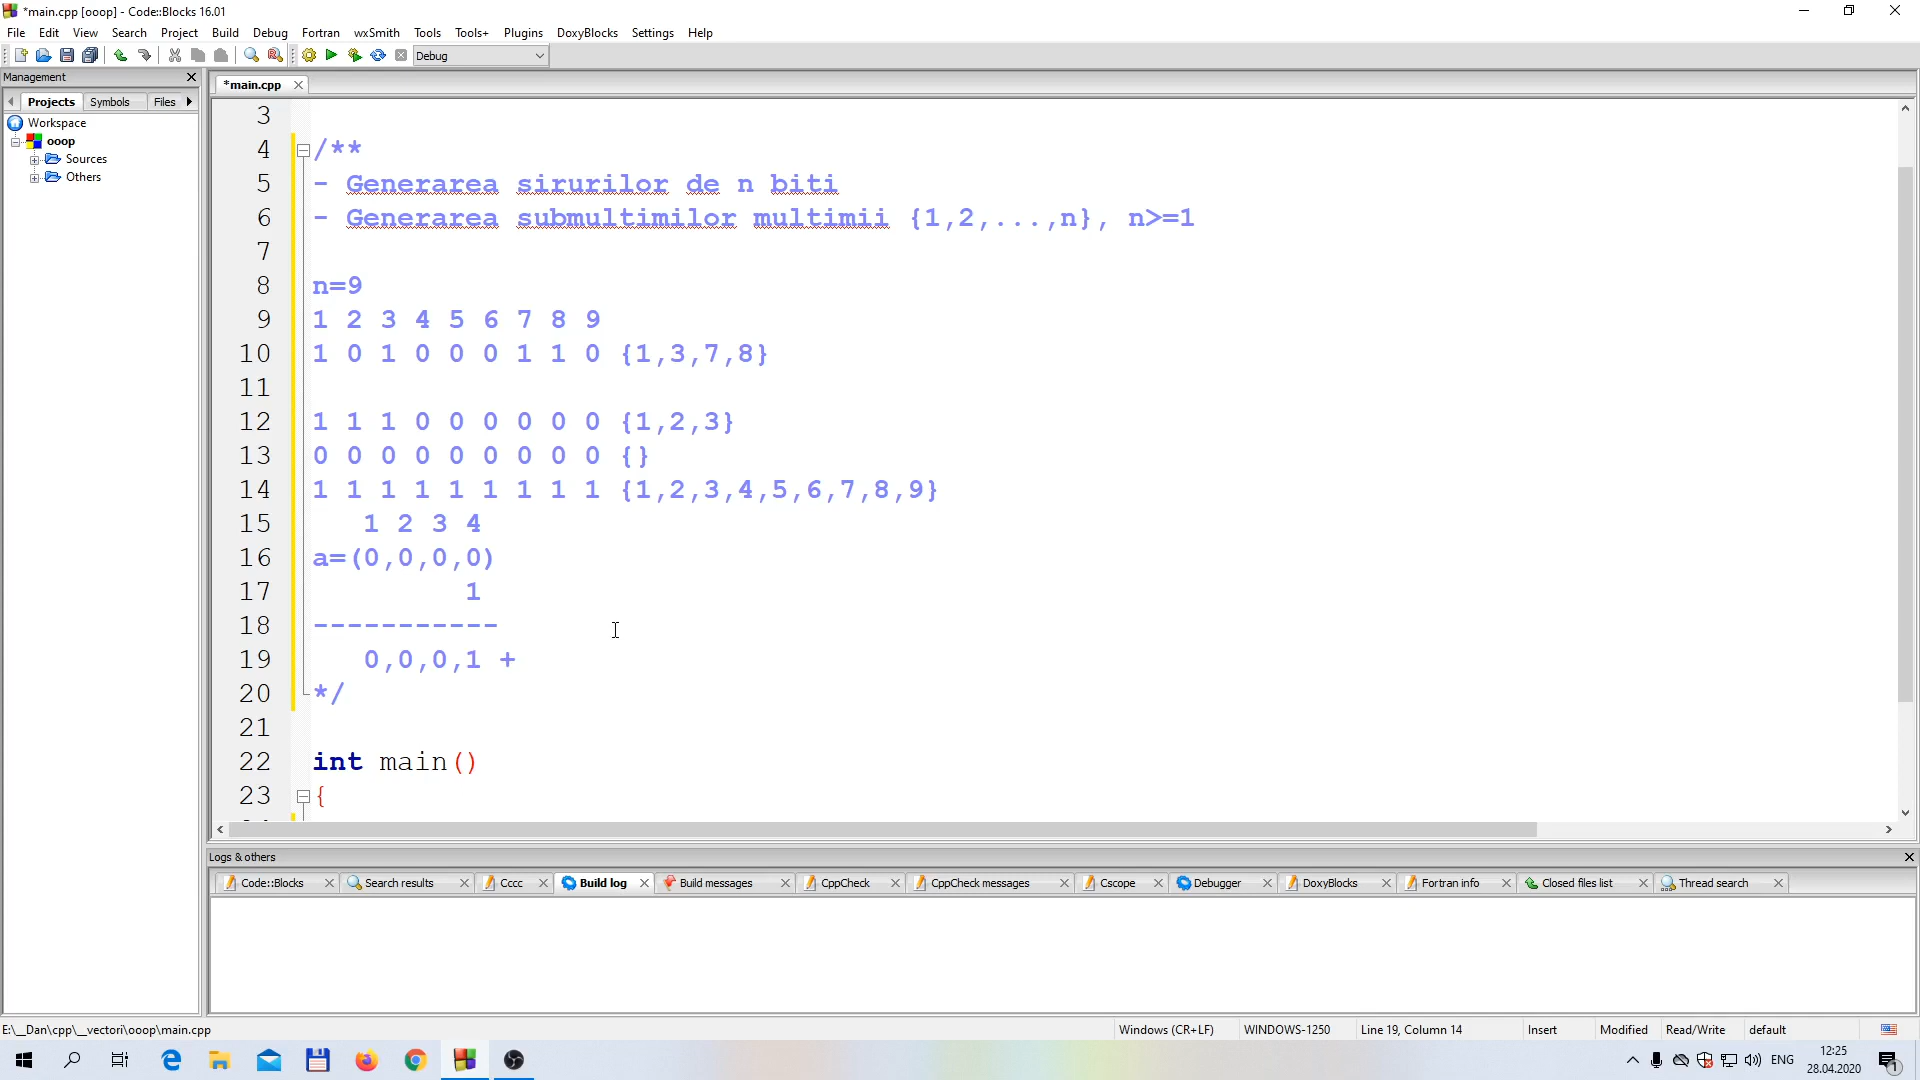 *main.cpp [ooop] - Code::Blocks 16.01
File Edit View Search Project Build Debug Fortran wxSmith Tools Tools+ Plugins DoxyBlocks Settings Help
Debug
Management
*main.cpp
Projects Symbols Files
Workspace
ooop
Sources
Others
3
4 /**
5 - Generarea sirurilor de n biti
6 - Generarea submultimilor multimii {1,2,...,n}, n>=1
7
8 n=9
9 1 2 3 4 5 6 7 8 9
10 1 0 1 0 0 0 1 1 0 {1,3,7,8}
11
12 1 1 1 0 0 0 0 0 0 {1,2,3}
13 0 0 0 0 0 0 0 0 0 {}
14 1 1 1 1 1 1 1 1 1 {1,2,3,4,5,6,7,8,9}
15 1 2 3 4
16 a=(0,0,0,0)
17 1
18 -----------
19 0,0,0,1 +
20 */
21
22 int main()
23 {
Logs & others
Code::Blocks Search results Cccc Build log Build messages CppCheck CppCheck messages Cscope Debugger DoxyBlocks Fortran info Closed files list Thread search
E:\__Dan\cpp\__vectori\ooop\main.cpp Windows (CR+LF) WINDOWS-1250 Line 19, Column 14 Insert Modified Read/Write default
ENG
12:25
28.04.2020
1